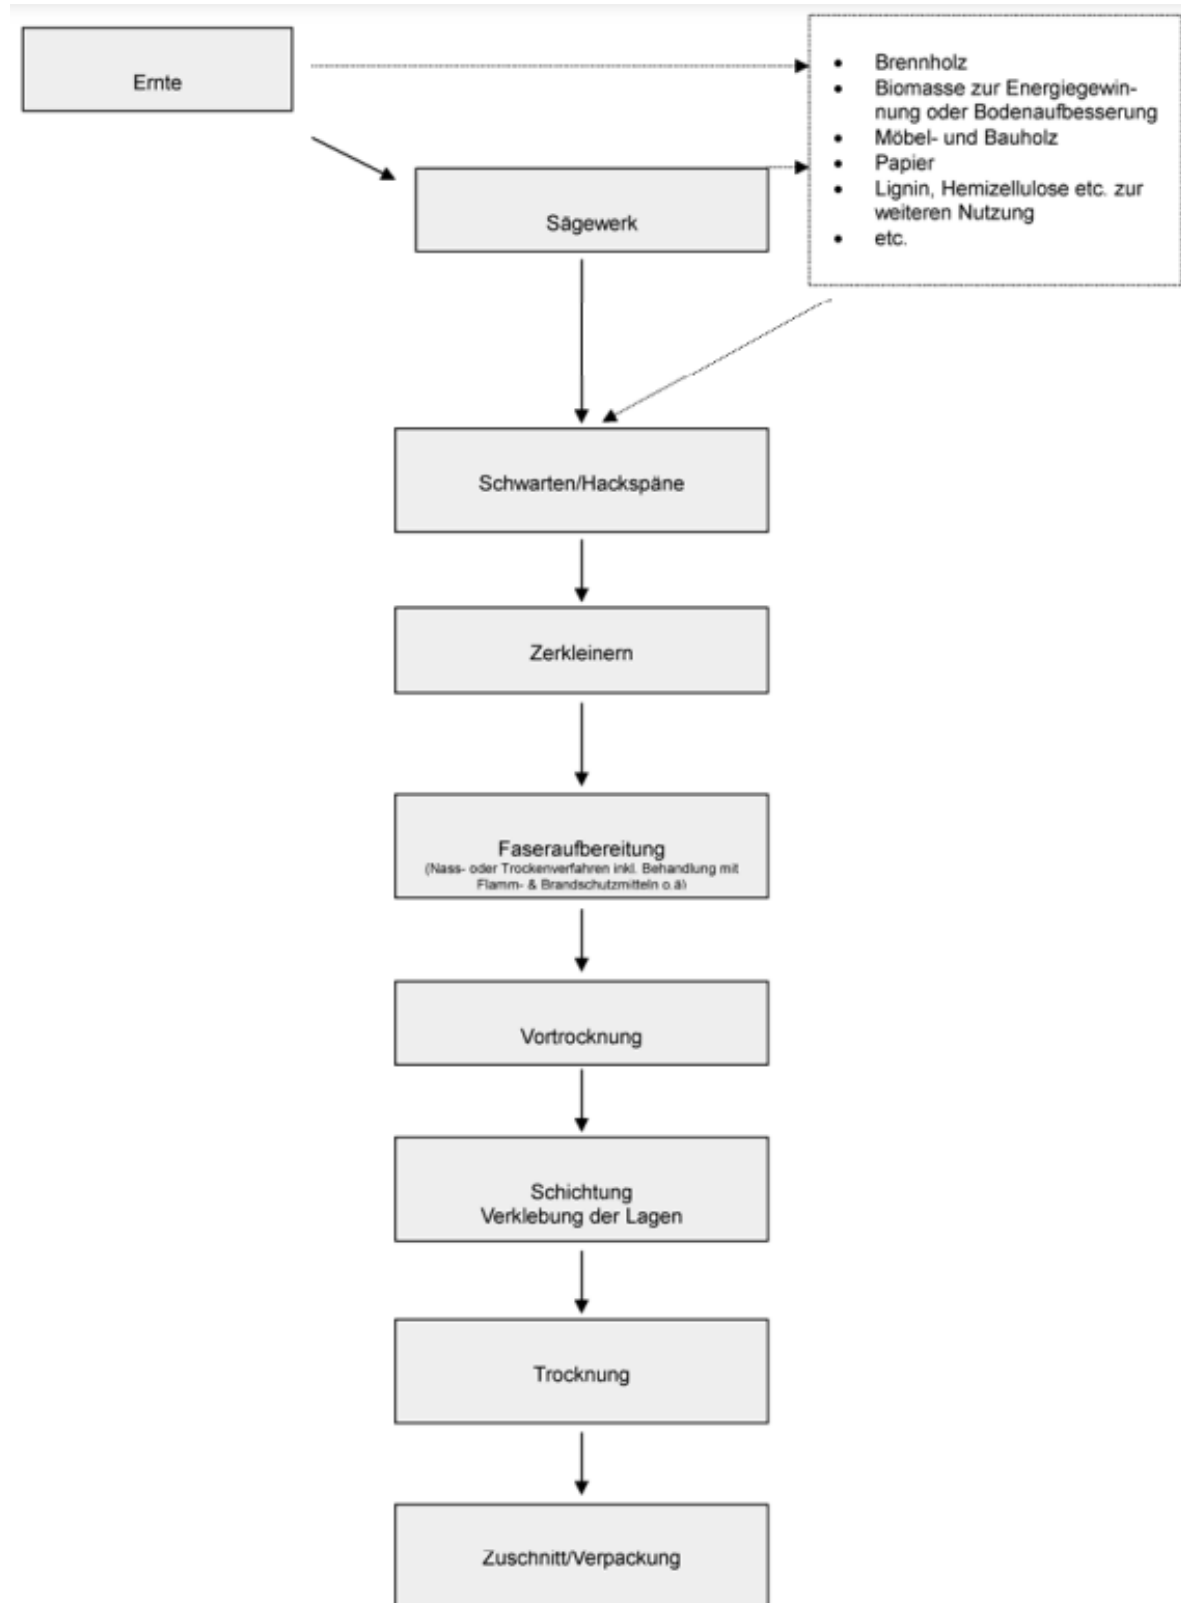 Ernte
• Brennholz
• Biomasse zur Energiegewin-
nung oder Bodenaufbesserung
• Möbel- und Bauholz
• Papier
• Lignin, Hemizellulose etc. zur
weiteren Nutzung
• etc.
Sägewerk
Schwarten/Hackspäne
Zerkleinern
Faseraufbereitung
(Nass- oder Trockenverfahren inkl. Behandlung mit
Flamm- & Brandschutzmitteln o.ä)
Vortrocknung
Schichtung
Verklebung der Lagen
Trocknung
Zuschnitt/Verpackung